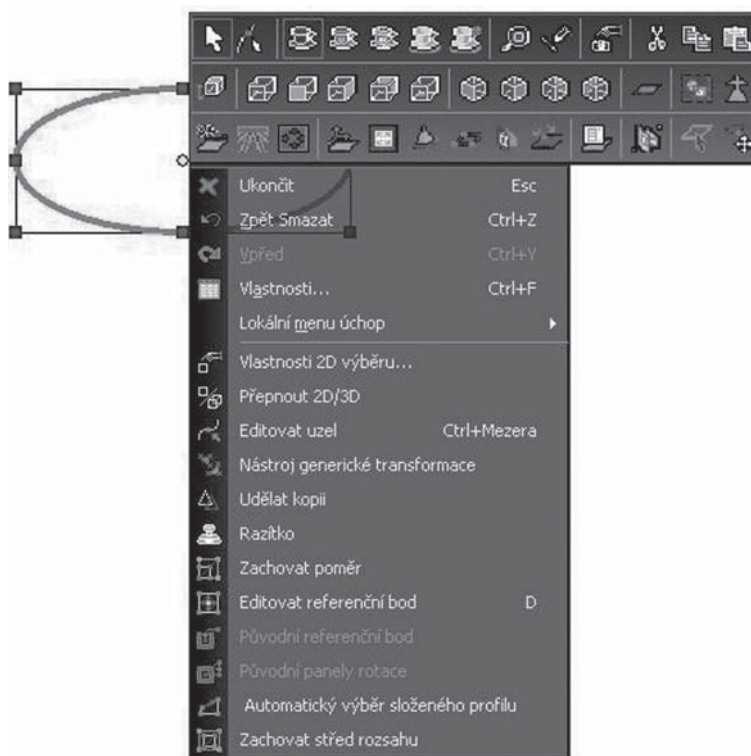 Ukončit Esc
Zpět Smazat Ctrl+Z
Vpřed Ctrl+Y
Vlastnosti... Ctrl+F
Lokální menu úchop
Vlastnosti 2D výběru...
Přepnout 2D/3D
Editovat uzel Ctrl+Mezera
Nástroj generické transformace
Udělat kopii
Razítko
Zachovat poměr
Editovat referenční bod D
Původní referenční bod
Původní panely rotace
Automatický výběr složeného profilu
Zachovat střed rozsahu